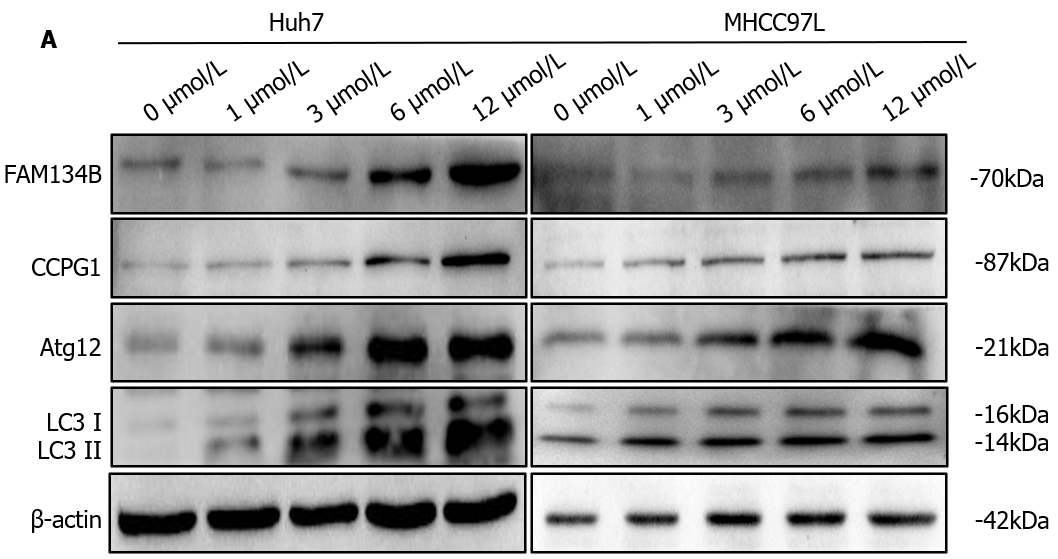 A
Huh7 MHCC97L
0 µmol/L 1 µmol/L 3 µmol/L 6 µmol/L 12 µmol/L 0 µmol/L 1 µmol/L 3 µmol/L 6 µmol/L 12 µmol/L
FAM134B -70kDa
CCPG1 -87kDa
Atg12 -21kDa
LC3 I -16kDa
LC3 II -14kDa
β-actin -42kDa